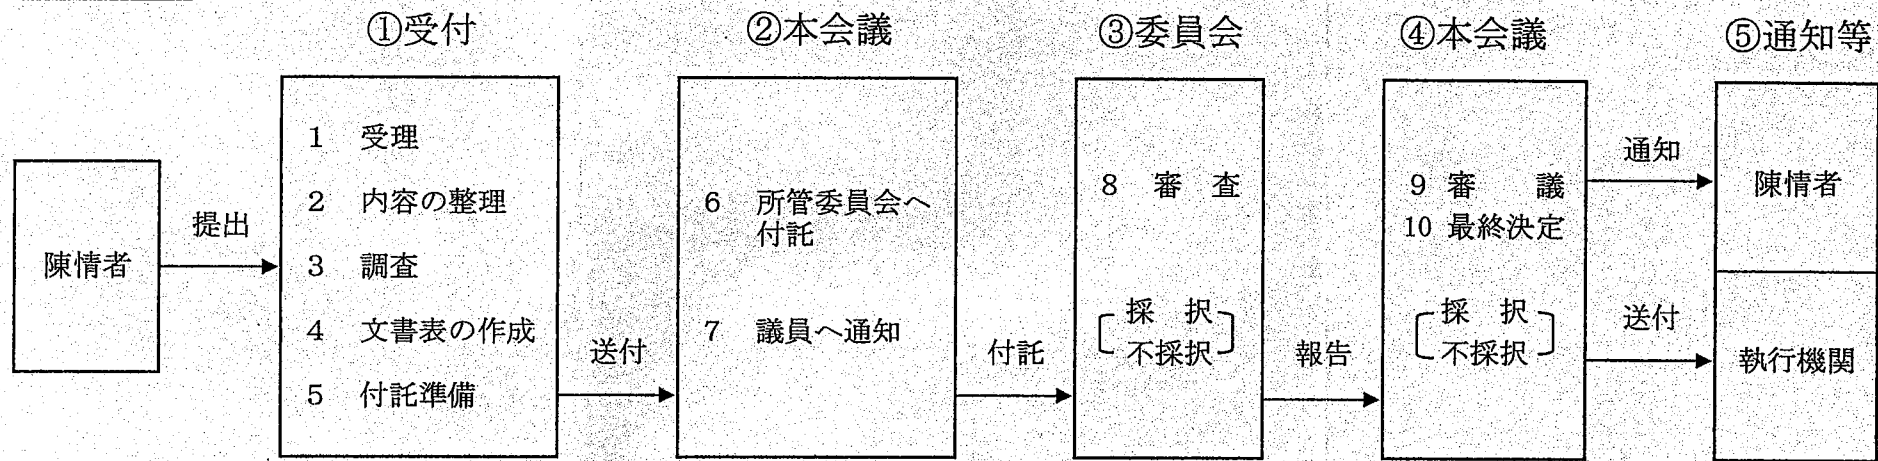 ①受付
②本会議
③委員会
④本会議
⑤通知等
陳情者
提出
1 受理
2 内容の整理
3 調査
4 文書表の作成
5 付託準備
送付
6 所管委員会へ
付託
7 議員へ通知
付託
8 審 査
採 択
不採択
報告
9 審 議
10 最終決定
採 択
不採択
通知
送付
陳情者
執行機関